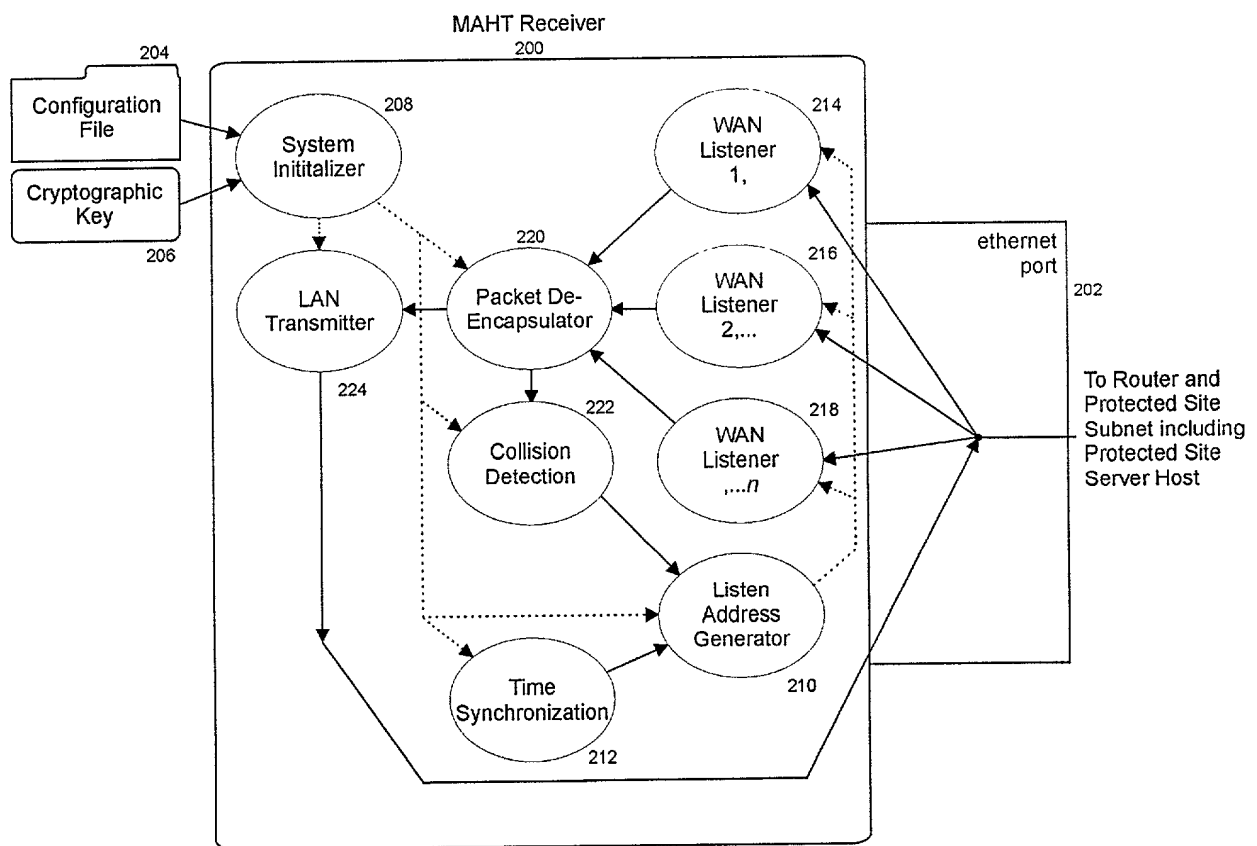 MAHT Receiver
200
204
Configuration
File
Cryptographic
Key
206
208
System
Inititalizer
LAN
Transmitter
224
220
Packet De-
Encapsulator
222
Collision
Detection
Time
Synchronization
212
214
WAN
Listener
1,
216
WAN
Listener
2,...
218
WAN
Listener
,...n
Listen
Address
Generator
210
ethernet
port
202
To Router and
Protected Site
Subnet including
Protected Site
Server Host